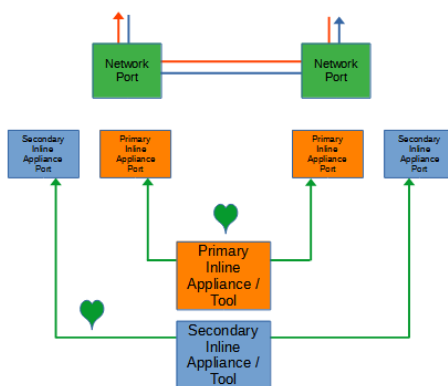 Network
Port
Network
Port
Secondary
Inline
Appliance
Port
Primary
Inline
Appliance
Port
Primary
Inline
Appliance
Port
Secondary
Inline
Appliance
Port
Primary
Inline
Appliance /
Tool
Secondary
Inline
Appliance /
Tool